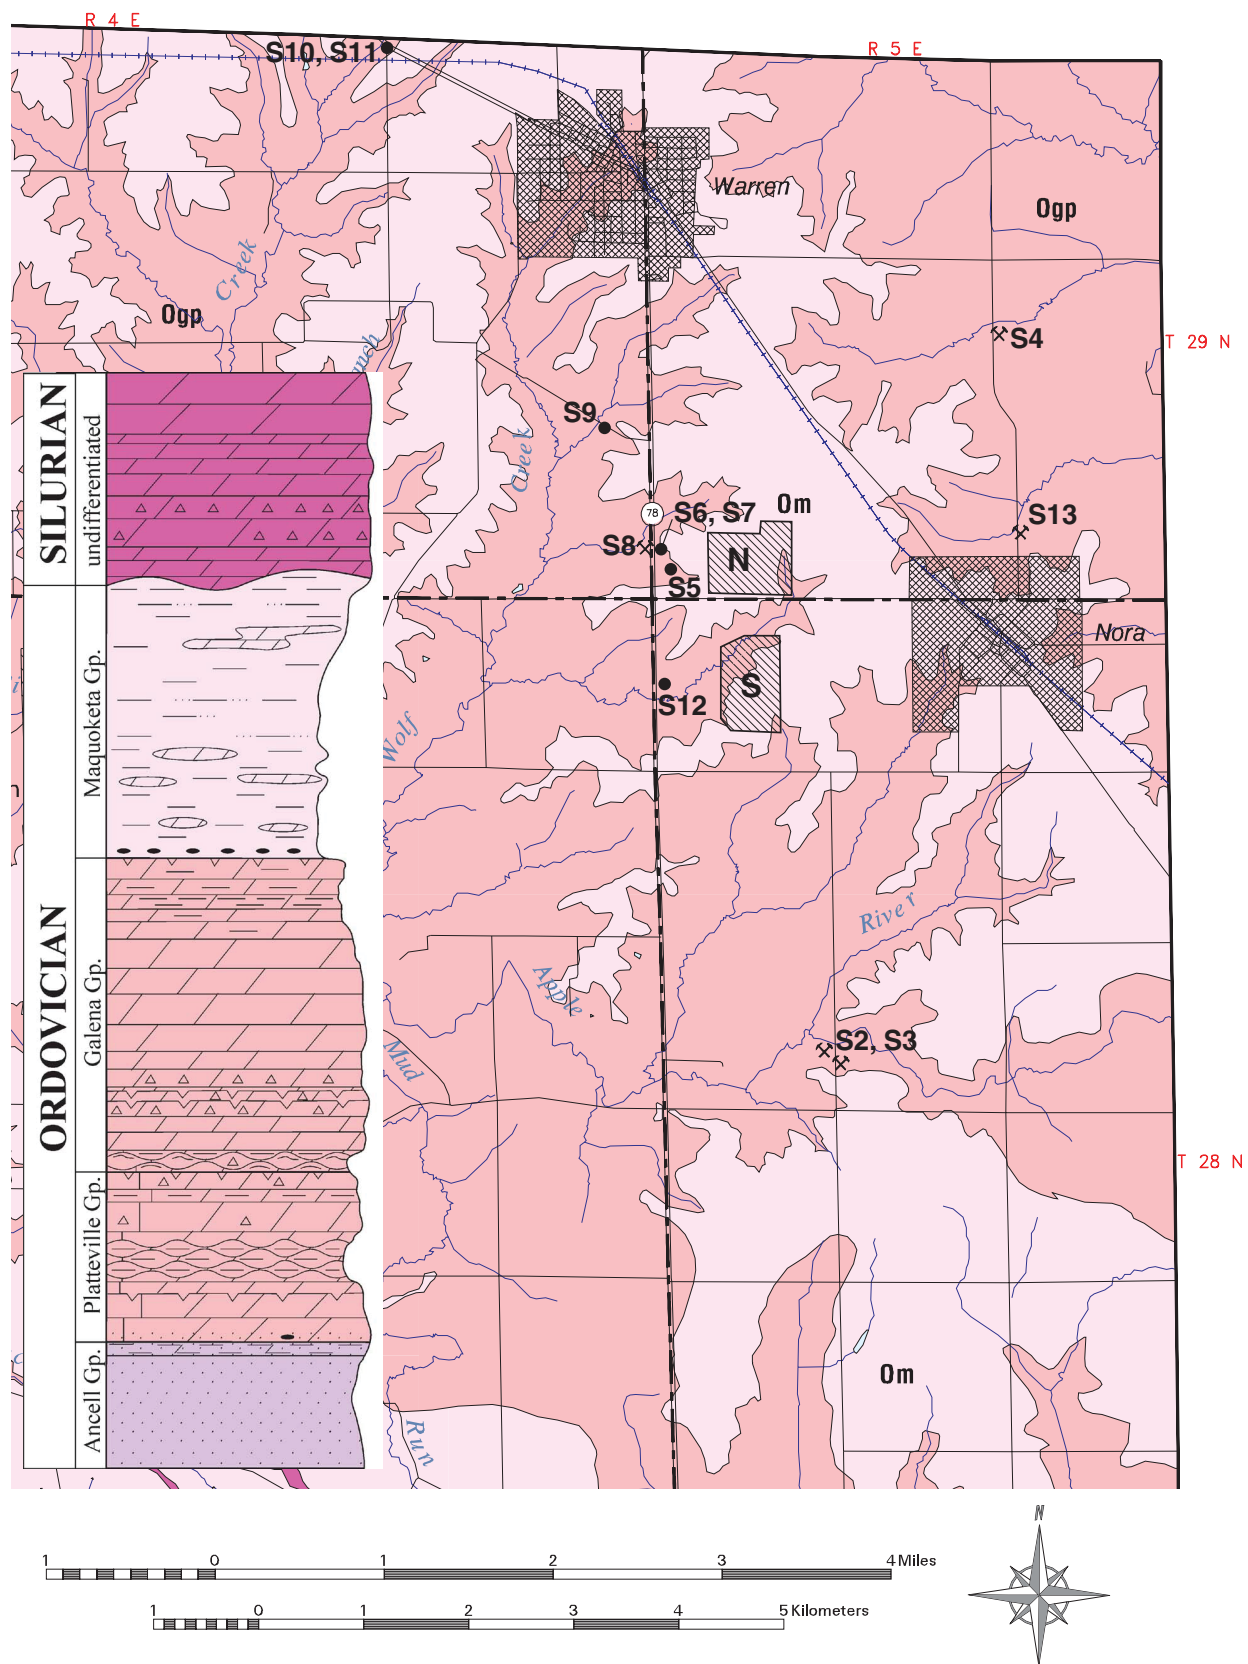 R 4 E
R 5 E
S10, S11
Warren
Ogp
Creek
Ogp
S4
T 29 N
S9
Creek
78
S6, S7
Om
S8
N
S5
S13
Nora
S
S12
Wolf
River
Apple
S2, S3
Mud
T 28 N
Om
Run
SILURIAN
undifferentiated
ORDOVICIAN
Maquoketa Gp.
Galena Gp.
Platteville Gp.
Ancell Gp.
N
1 0 1 2 3 4 Miles
1 0 1 2 3 4 5 Kilometers